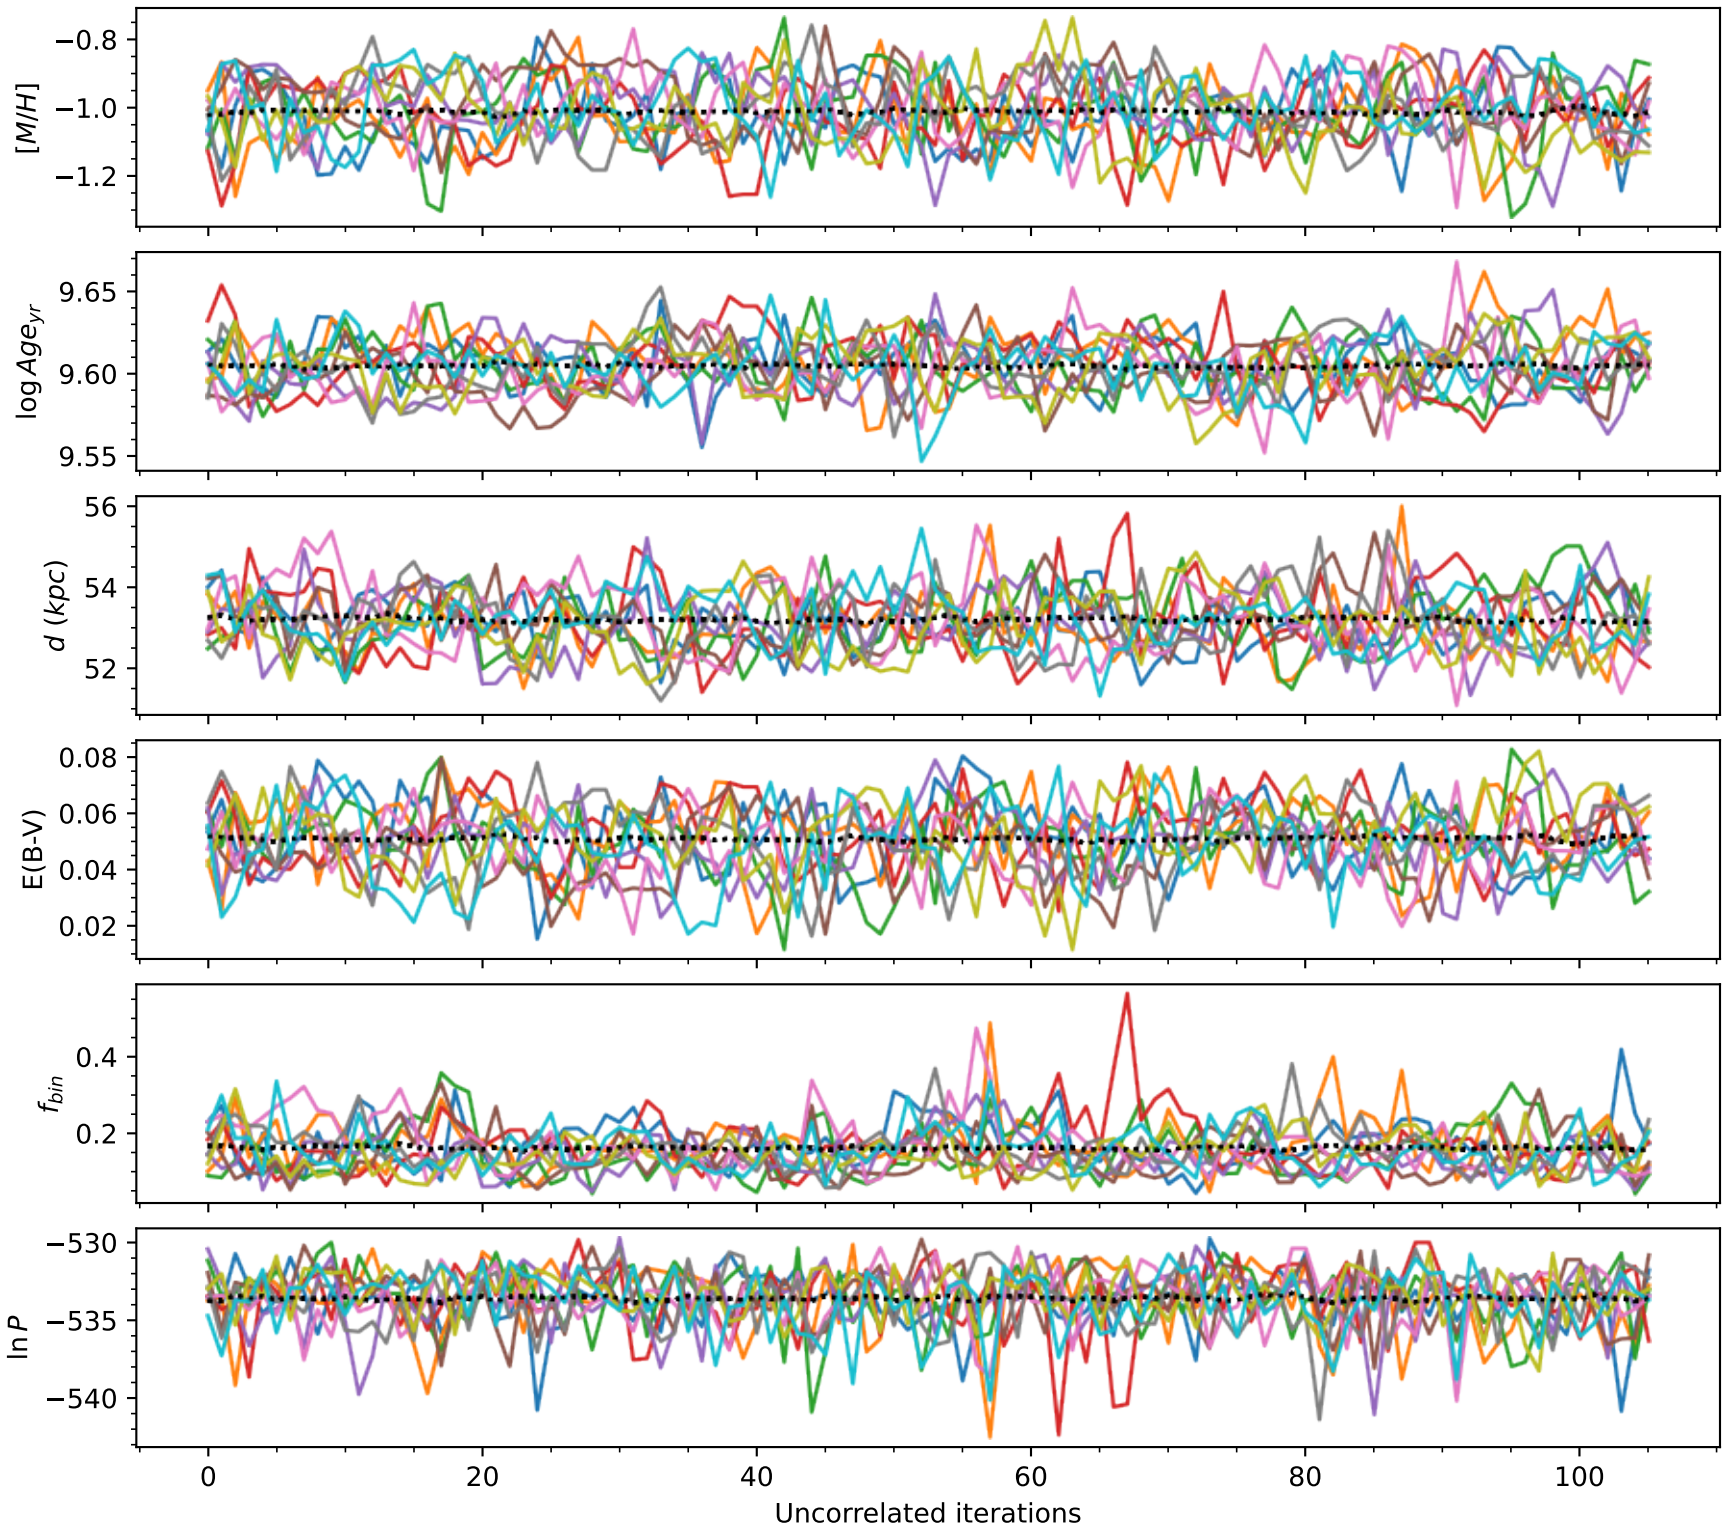 −0.8
−1.0
−1.2
[M/H]
9.65
9.60
9.55
log Age_yr
56
54
52
d (kpc)
0.08
0.06
0.04
0.02
E(B-V)
0.4
0.2
f_bin
−530
−535
−540
ln P
0 20 40 60 80 100
Uncorrelated iterations